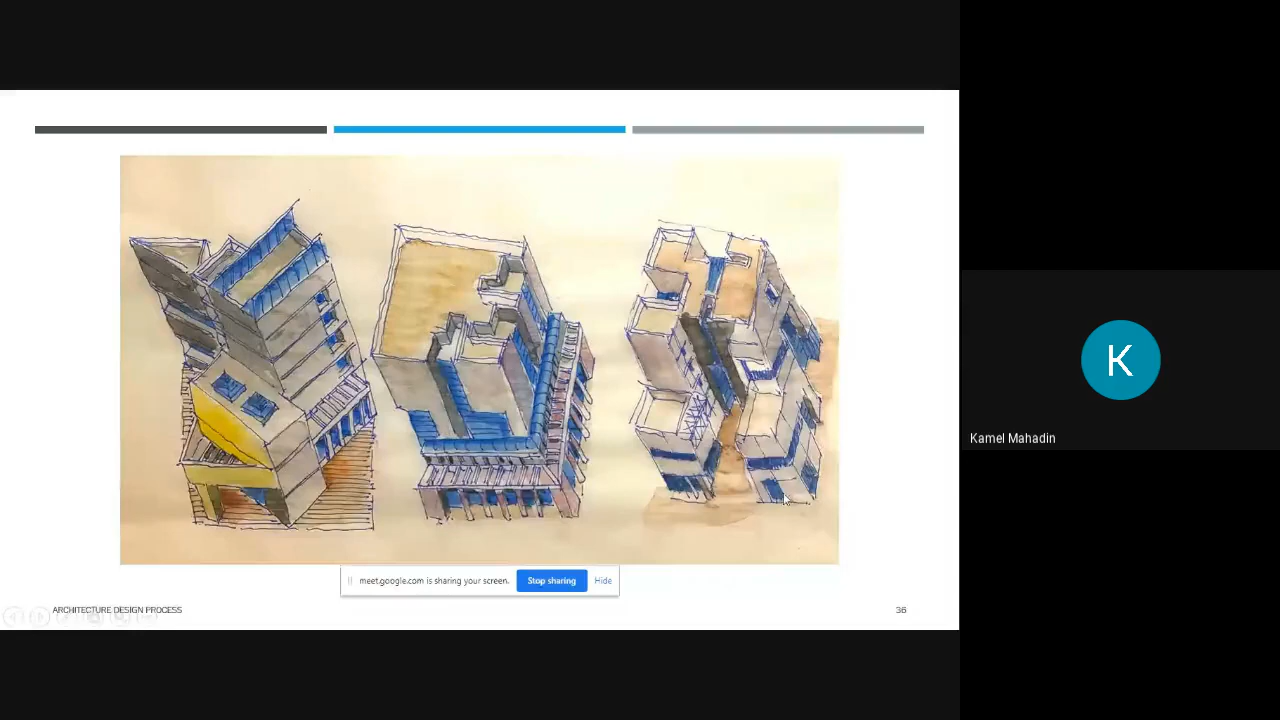 meet.google.com is sharing your screen.
Stop sharing
Hide
ARCHITECTURE DESIGN PROCESS
36
K
Kamel Mahadin